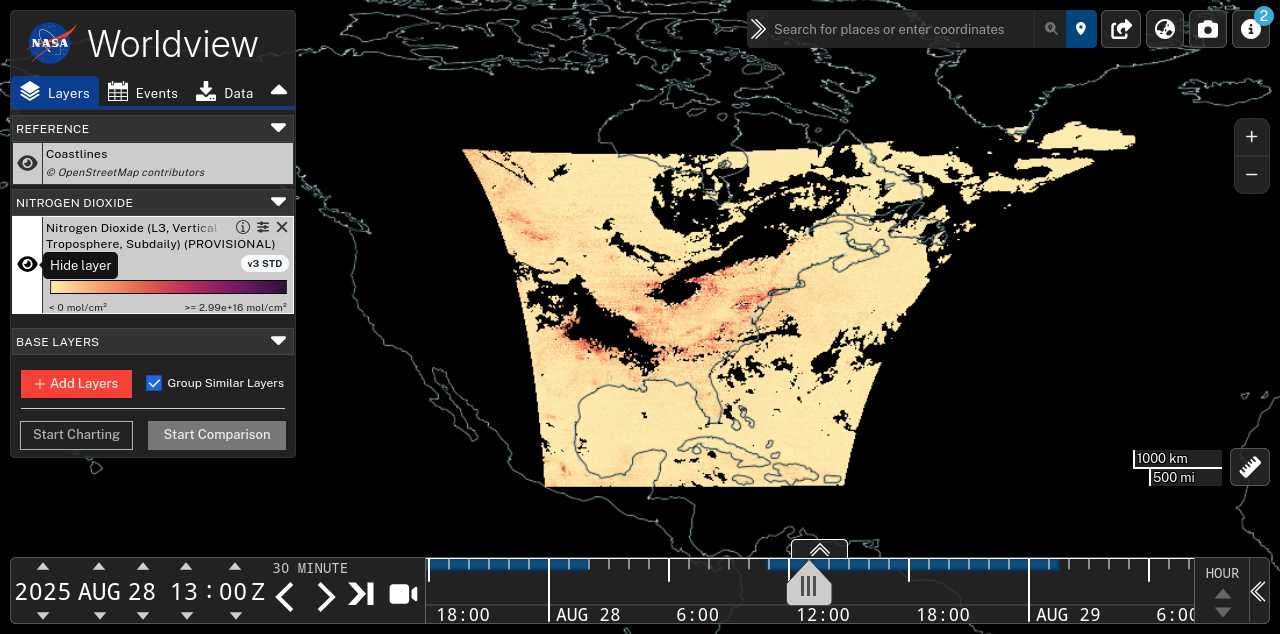 NASA
Worldview
Layers
Events
Data
REFERENCE
Coastlines
© OpenStreetMap contributors
NITROGEN DIOXIDE
Nitrogen Dioxide (L3, Vertical
Troposphere, Subdaily) (PROVISIONAL)
Hide layer
v3 STD
< 0 mol/cm²
>= 2.99e+16 mol/cm²
BASE LAYERS
+ Add Layers
Group Similar Layers
Start Charting
Start Comparison
Search for places or enter coordinates
2
+
−
1000 km
500 mi
2025 AUG 28 13 : 00 Z
30 MINUTE
18:00
AUG 28
6:00
12:00
18:00
AUG 29
6:00
HOUR